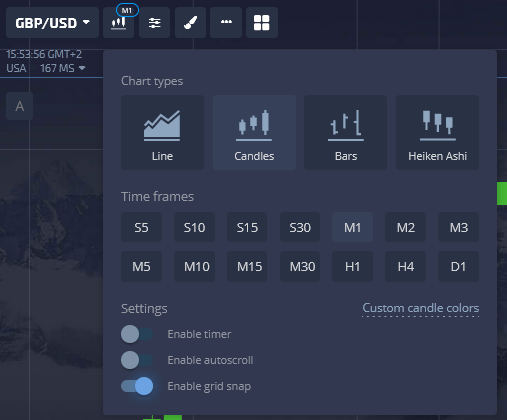 GBP/USD M1
15:53:56 GMT+2
USA 167 MS
A
Chart types
Line Candles Bars Heiken Ashi
Time frames
S5 S10 S15 S30 M1 M2 M3
M5 M10 M15 M30 H1 H4 D1
Settings Custom candle colors
Enable timer
Enable autoscroll
Enable grid snap